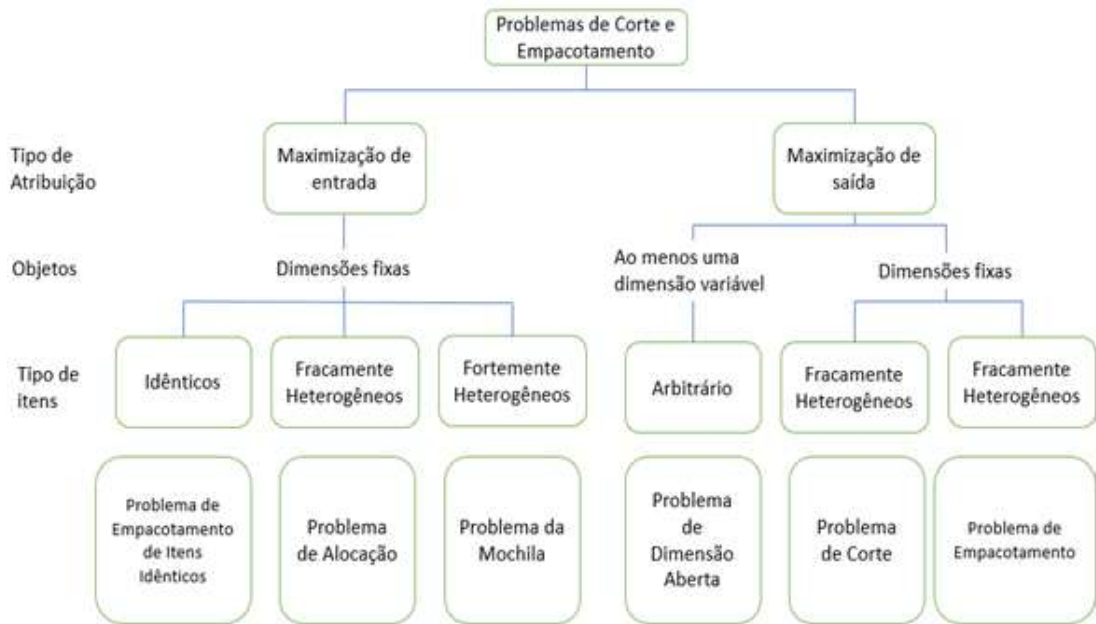 Problemas de Corte e
Empacotamento
Tipo de
Atribuição
Maximização de
entrada
Maximização de
saída
Objetos
Dimensões fixas
Ao menos uma
dimensão variável
Dimensões fixas
Tipo de
itens
Idênticos
Fracamente
Heterogêneos
Fortemente
Heterogêneos
Arbitrário
Fracamente
Heterogêneos
Fracamente
Heterogêneos
Problema de
Empacotamento
de Itens
Idênticos
Problema
de Alocação
Problema da
Mochila
Problema
de
Dimensão
Aberta
Problema
de Corte
Problema de
Empacotamento